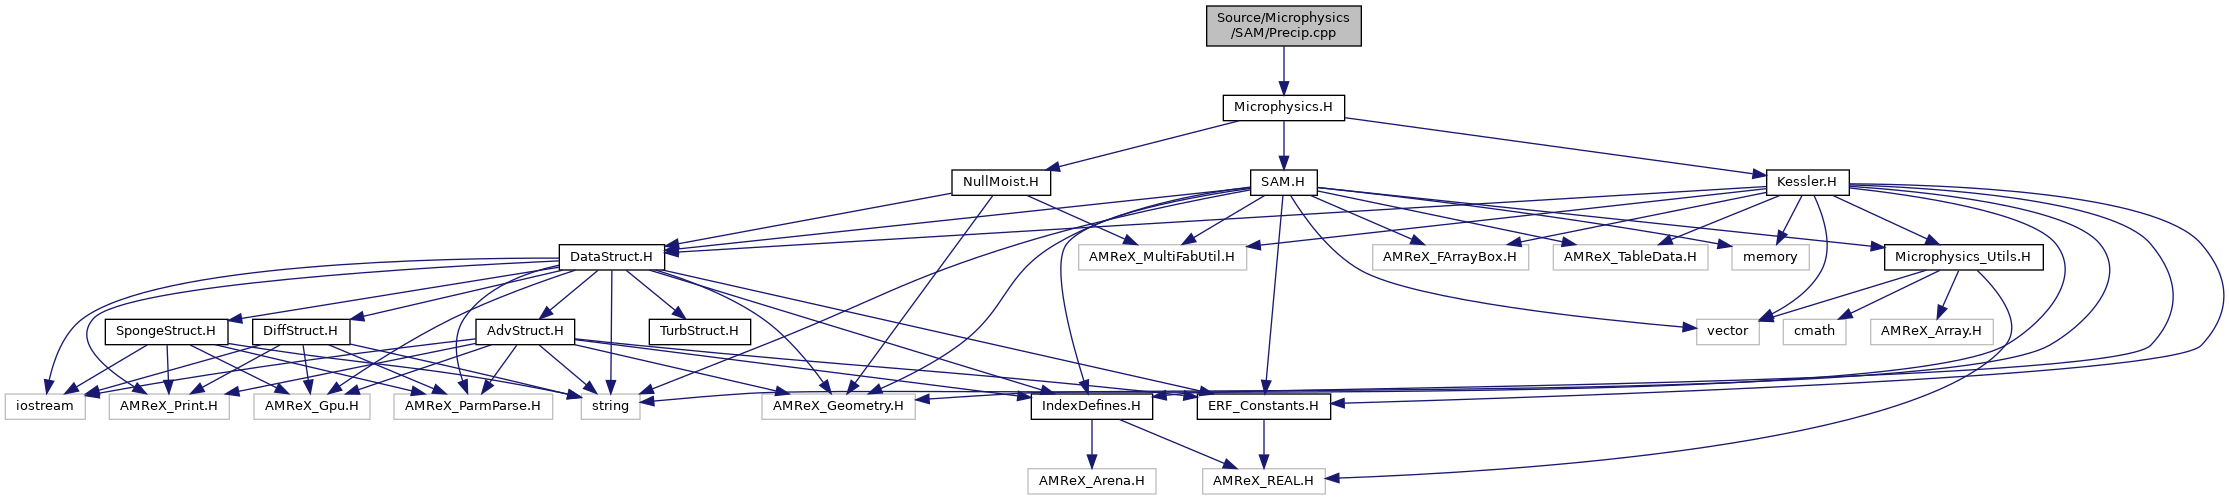 Source/Microphysics
/SAM/Precip.cpp
Microphysics.H
NullMoist.H
SAM.H
Kessler.H
DataStruct.H
AMReX_MultiFabUtil.H
AMReX_FArrayBox.H
AMReX_TableData.H
memory
Microphysics_Utils.H
SpongeStruct.H
DiffStruct.H
AdvStruct.H
TurbStruct.H
vector
cmath
AMReX_Array.H
iostream
AMReX_Print.H
AMReX_Gpu.H
AMReX_ParmParse.H
string
AMReX_Geometry.H
IndexDefines.H
ERF_Constants.H
AMReX_Arena.H
AMReX_REAL.H